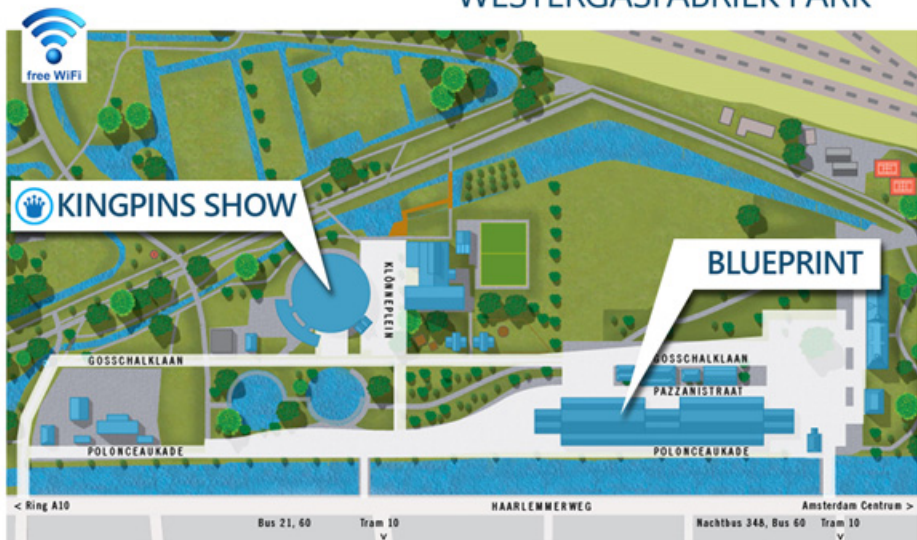 WESTERGASFABRIEK PARK
free WiFi
KINGPINS SHOW
BLUEPRINT
KLÖNNEPLEIN
GOSSCHALKLAAN
GOSSCHALKLAAN
PAZZANISTRAAT
POLONCEAUKADE
POLONCEAUKADE
< Ring A10
HAARLEMMERWEG
Amsterdam Centrum >
Bus 21, 60
Tram 10
Nachtbus 348, Bus 60
Tram 10